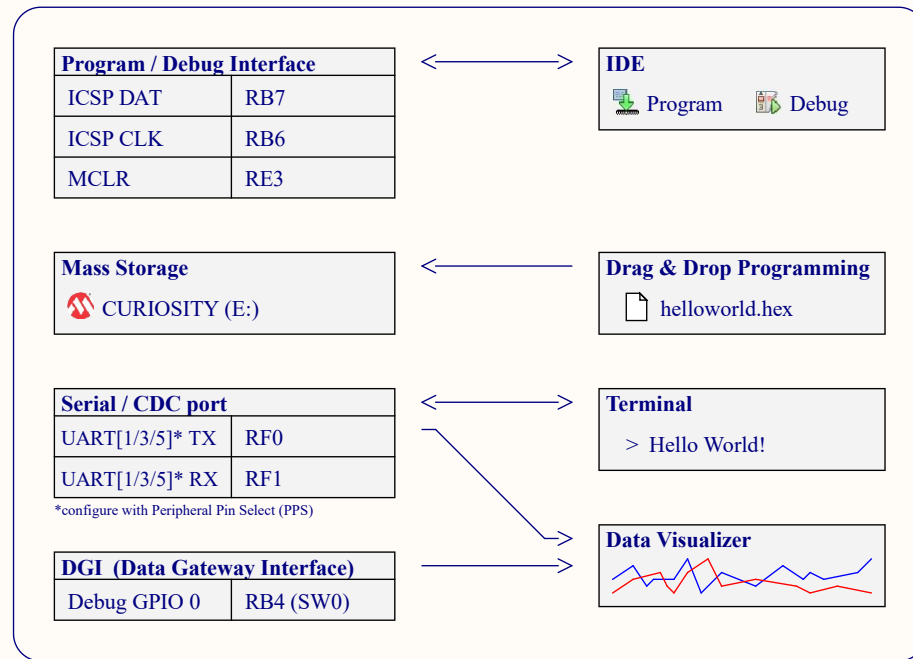 Program / Debug Interface
ICSP DAT RB7
ICSP CLK RB6
MCLR RE3
IDE
Program Debug
Mass Storage
CURIOSITY (E:)
Drag & Drop Programming
helloworld.hex
Serial / CDC port
UART[1/3/5]* TX RF0
UART[1/3/5]* RX RF1
*configure with Peripheral Pin Select (PPS)
Terminal
> Hello World!
DGI (Data Gateway Interface)
Debug GPIO 0 RB4 (SW0)
Data Visualizer